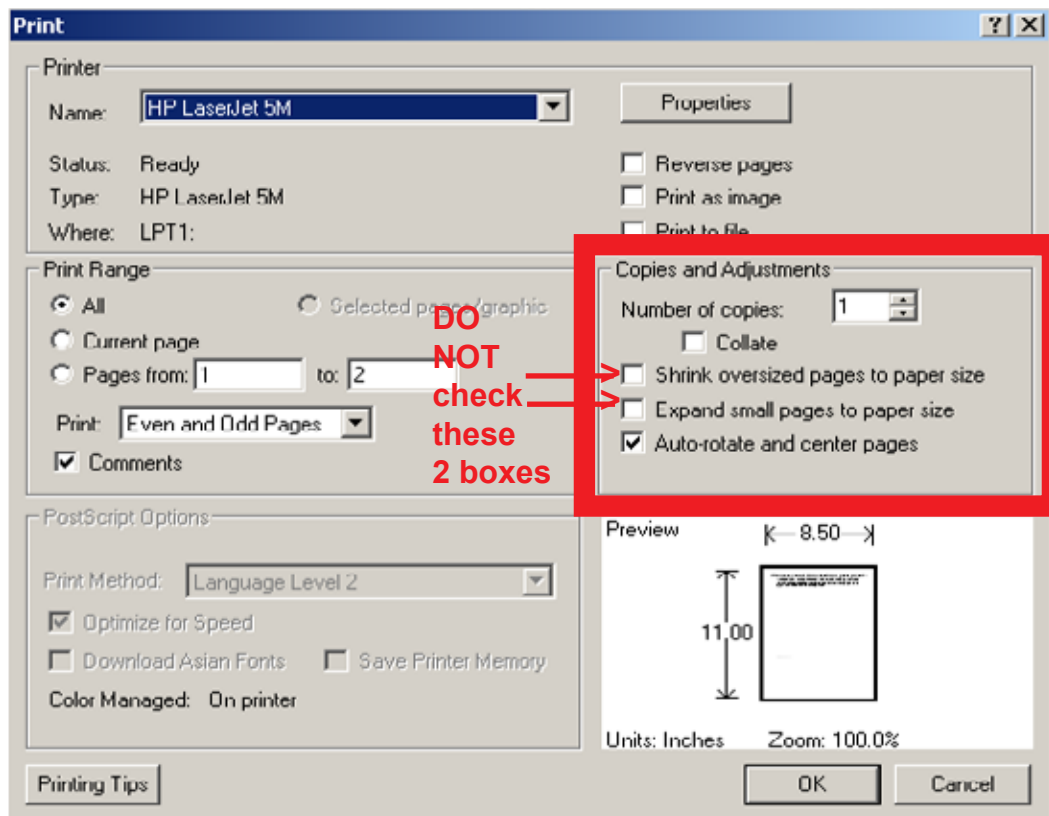 Print
Printer
Name: HP LaserJet 5M
Properties
Status: Ready
Reverse pages
Type: HP LaserJet 5M
Print as image
Where: LPT1:
Print to file
Print Range
All
Selected pages/graphic
Current page
Pages from: 1 to: 2
Print: Even and Odd Pages
Comments
DO
NOT
check
these
2 boxes
Copies and Adjustments
Number of copies: 1
Collate
Shrink oversized pages to paper size
Expand small pages to paper size
Auto-rotate and center pages
PostScript Options
Print Method: Language Level 2
Optimize for Speed
Download Asian Fonts
Save Printer Memory
Color Managed: On printer
Preview
8.50
11.00
Units: Inches Zoom: 100.0%
Printing Tips
OK
Cancel